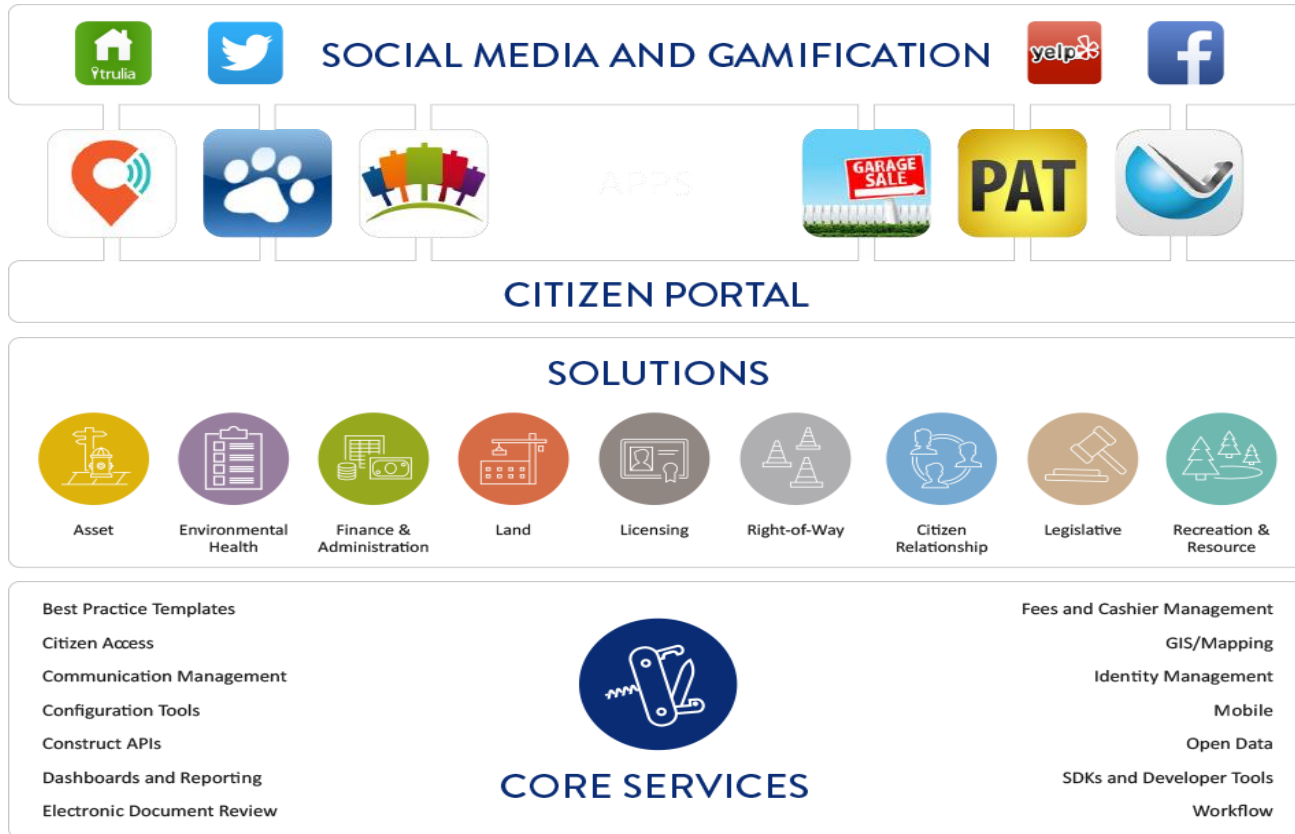 trulia
SOCIAL MEDIA AND GAMIFICATION
yelp
f
APPS
GARAGE
SALE
PAT
CITIZEN PORTAL
SOLUTIONS
Asset
Environmental
Health
Finance &
Administration
Land
Licensing
Right-of-Way
Citizen
Relationship
Legislative
Recreation &
Resource
Best Practice Templates
Citizen Access
Communication Management
Configuration Tools
Construct APIs
Dashboards and Reporting
Electronic Document Review
CORE SERVICES
Fees and Cashier Management
GIS/Mapping
Identity Management
Mobile
Open Data
SDKs and Developer Tools
Workflow